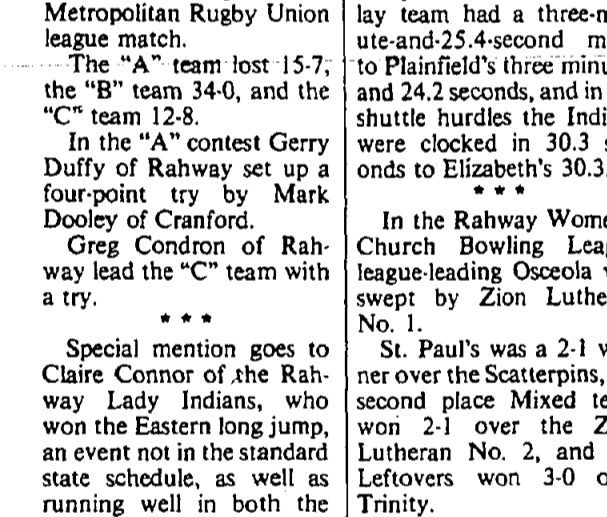 Metropolitan Rugby Union
league match.
The "A" team lost 15-7,
the "B" team 34-0, and the
"C" team 12-8.
In the "A" contest Gerry
Duffy of Rahway set up a
four-point try by Mark
Dooley of Cranford.
Greg Condron of Rah-
way lead the "C" team with
a try.
* * *
Special mention goes to
Claire Connor of the Rah-
way Lady Indians, who
won the Eastern long jump,
an event not in the standard
state schedule, as well as
running well in both the
lay team had a three-
ute-and-25.4-second
to Plainfield's three
and 24.2 seconds, and in
shuttle hurdles the
were clocked in 30.3
onds to Elizabeth's 30.3
* * *
In the Rahway
Church Bowling
league-leading Osceola
swept by Zion
No. 1.
St. Paul's was a 2-1
ner over the Scatterpins,
second place Mixed
won 2-1 over the
Lutheran No. 2, and
Leftovers won 3-0
Trinity.